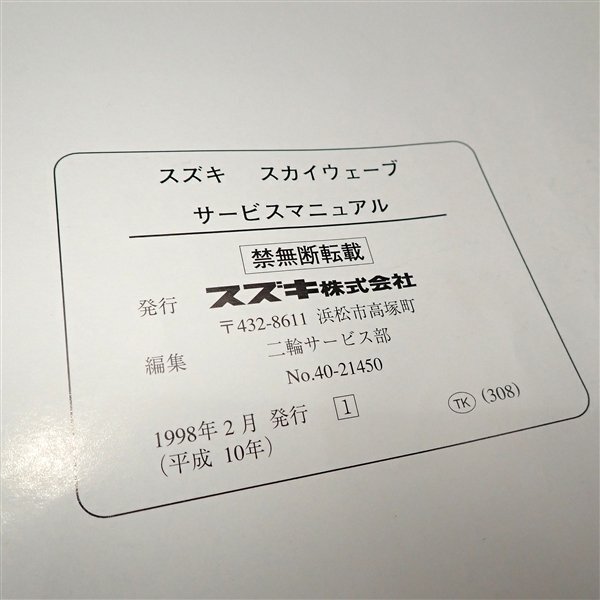 スズキ　スカイウェーブ
サービスマニュアル
禁無断転載
発行 スズキ株式会社
〒432-8611 浜松市高塚町
編集 二輪サービス部
No.40-21450
1998年2月 発行 1
(平成 10年)
TK (308)